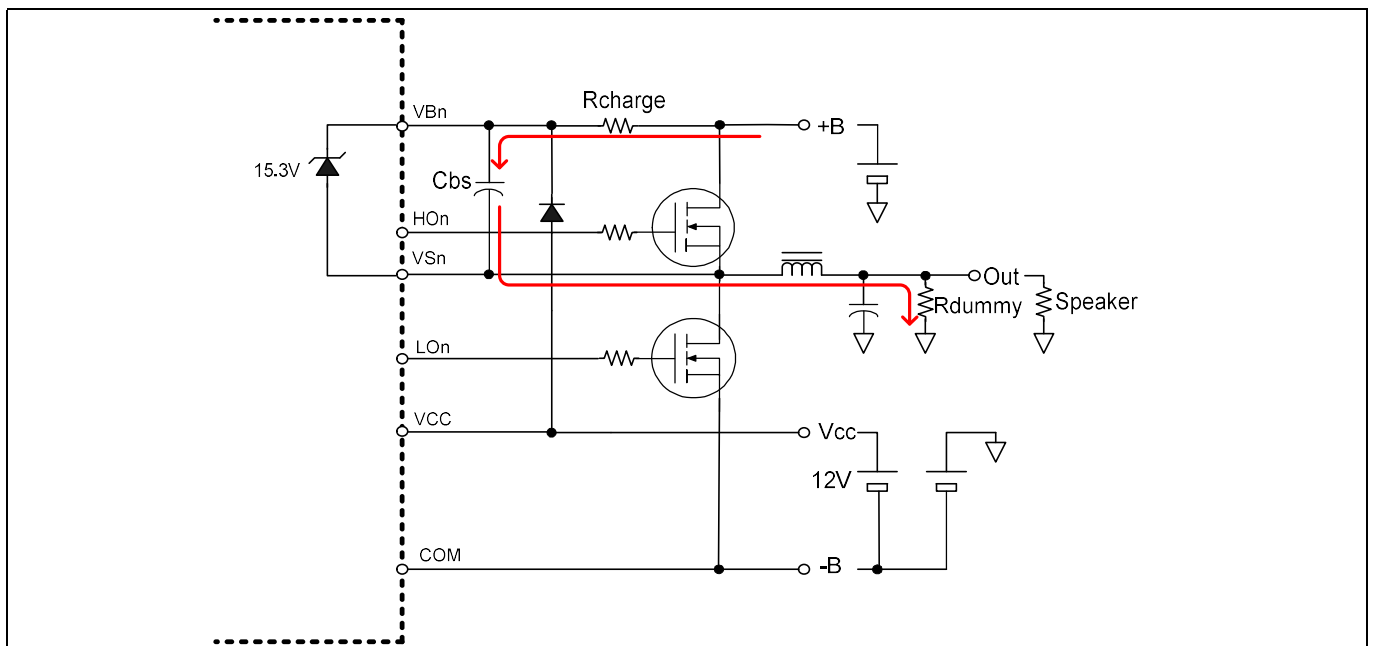 Rcharge
VBn
+B
15.3V
Cbs
HOn
VSn
Out
Rdummy
Speaker
LOn
VCC
Vcc
12V
COM
-B